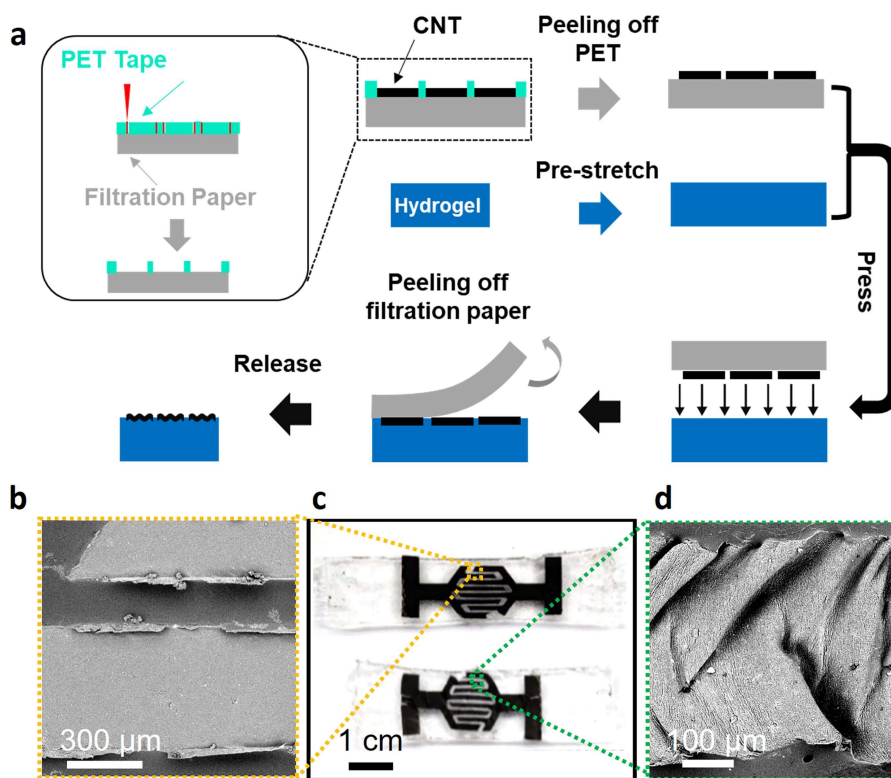 a
PET Tape
Filtration Paper
CNT
Peeling off
PET
Hydrogel
Pre-stretch
Press
Peeling off
filtration paper
Release
b
300 µm
c
1 cm
d
100 µm